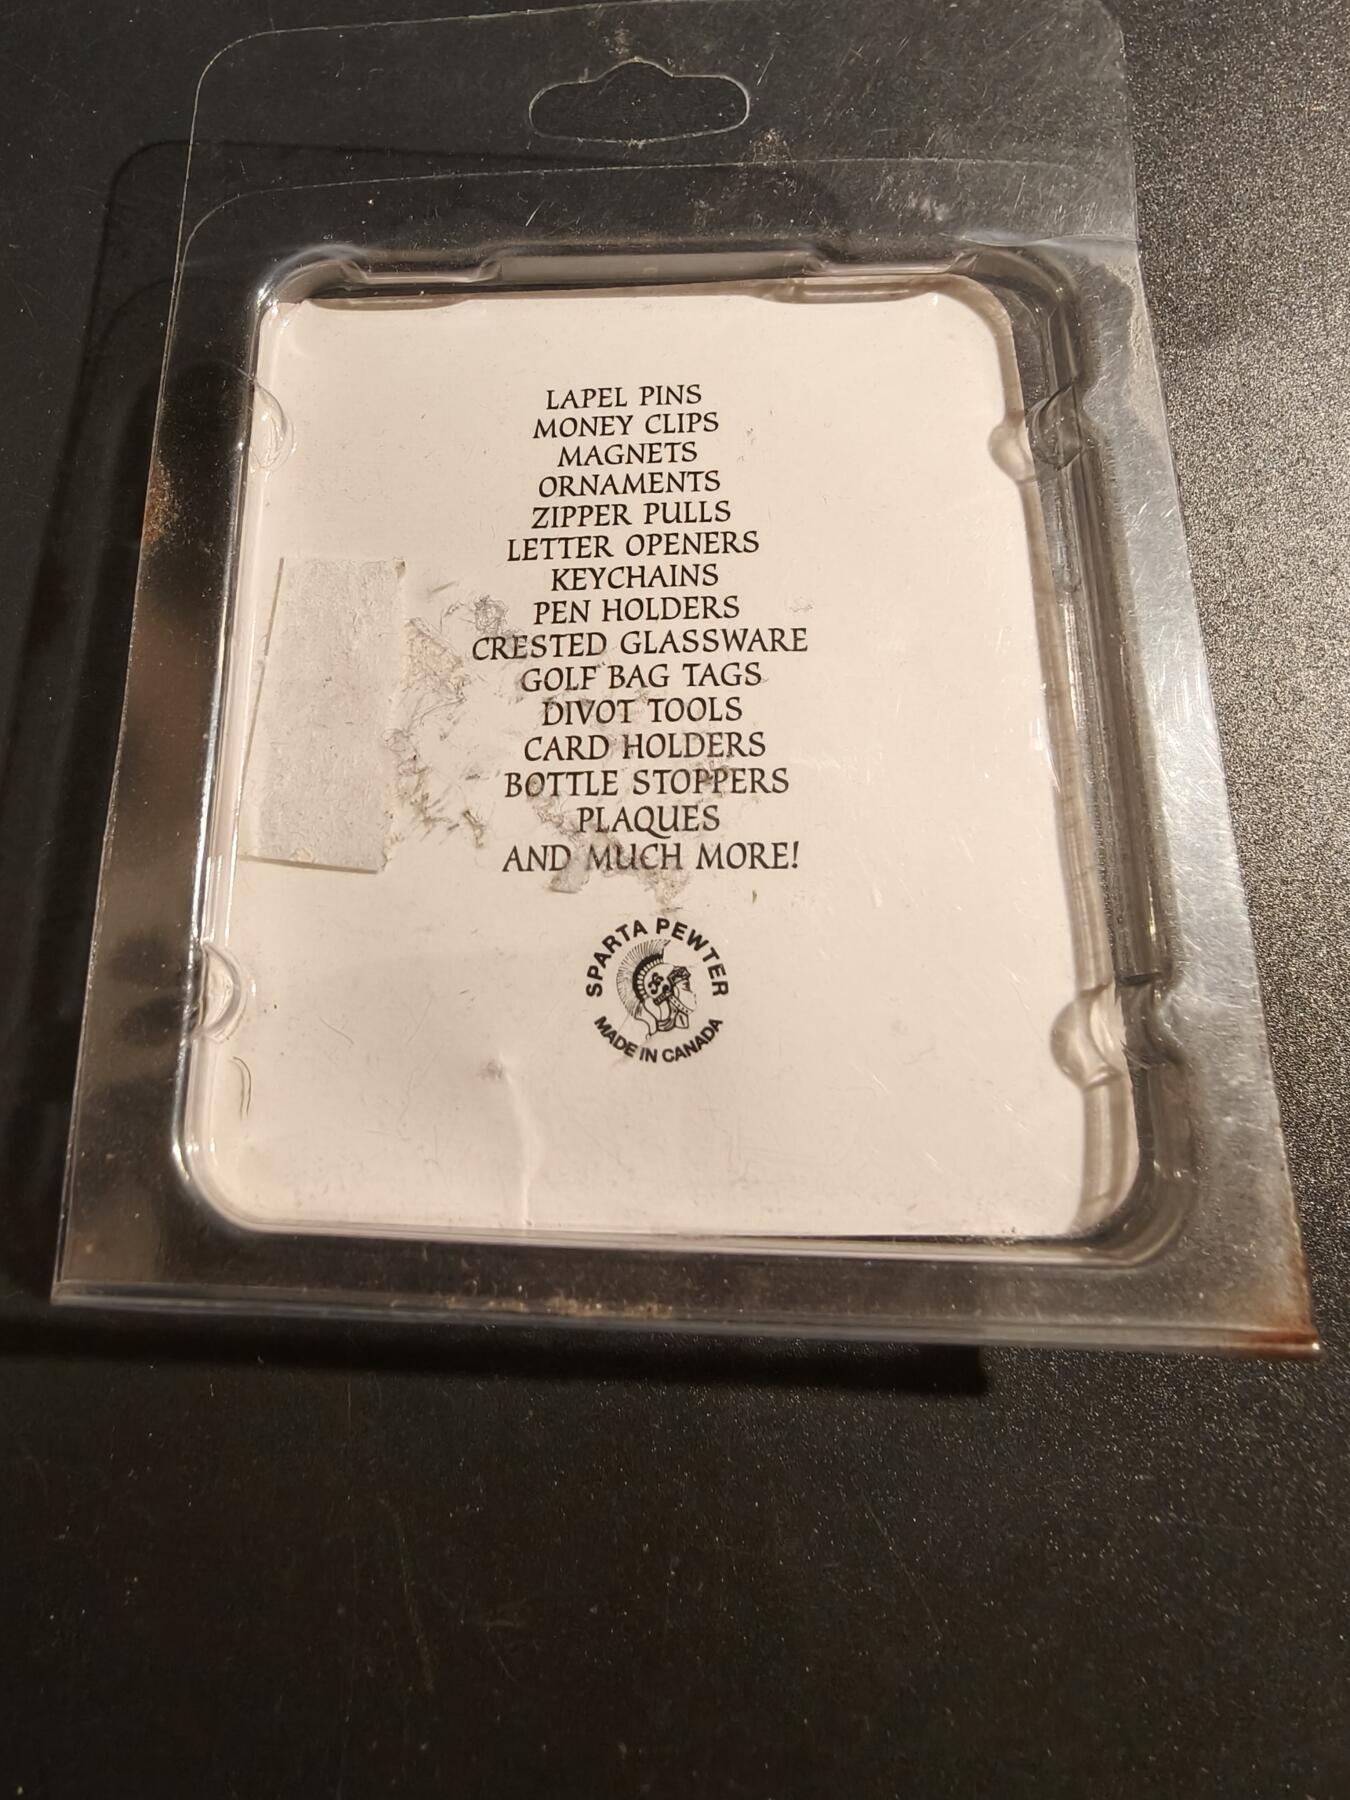 LAPEL PINS
MONEY CLIPS
MAGNETS
ORNAMENTS
ZIPPER PULLS
LETTER OPENERS
KEYCHAINS
PEN HOLDERS
CRESTED GLASSWARE
GOLF BAG TAGS
DIVOT TOOLS
CARD HOLDERS
BOTTLE STOPPERS
PLAQUES
AND MUCH MORE!
SPARTA PEWTER
MADE IN CANADA